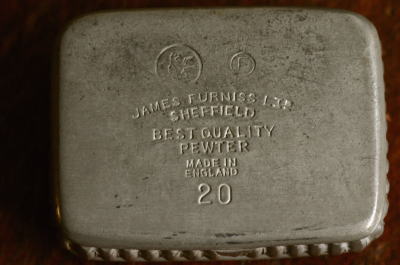 P
JAMES FURNISS LTD
SHEFFIELD
BEST QUALITY
PEWTER
MADE IN
ENGLAND
20